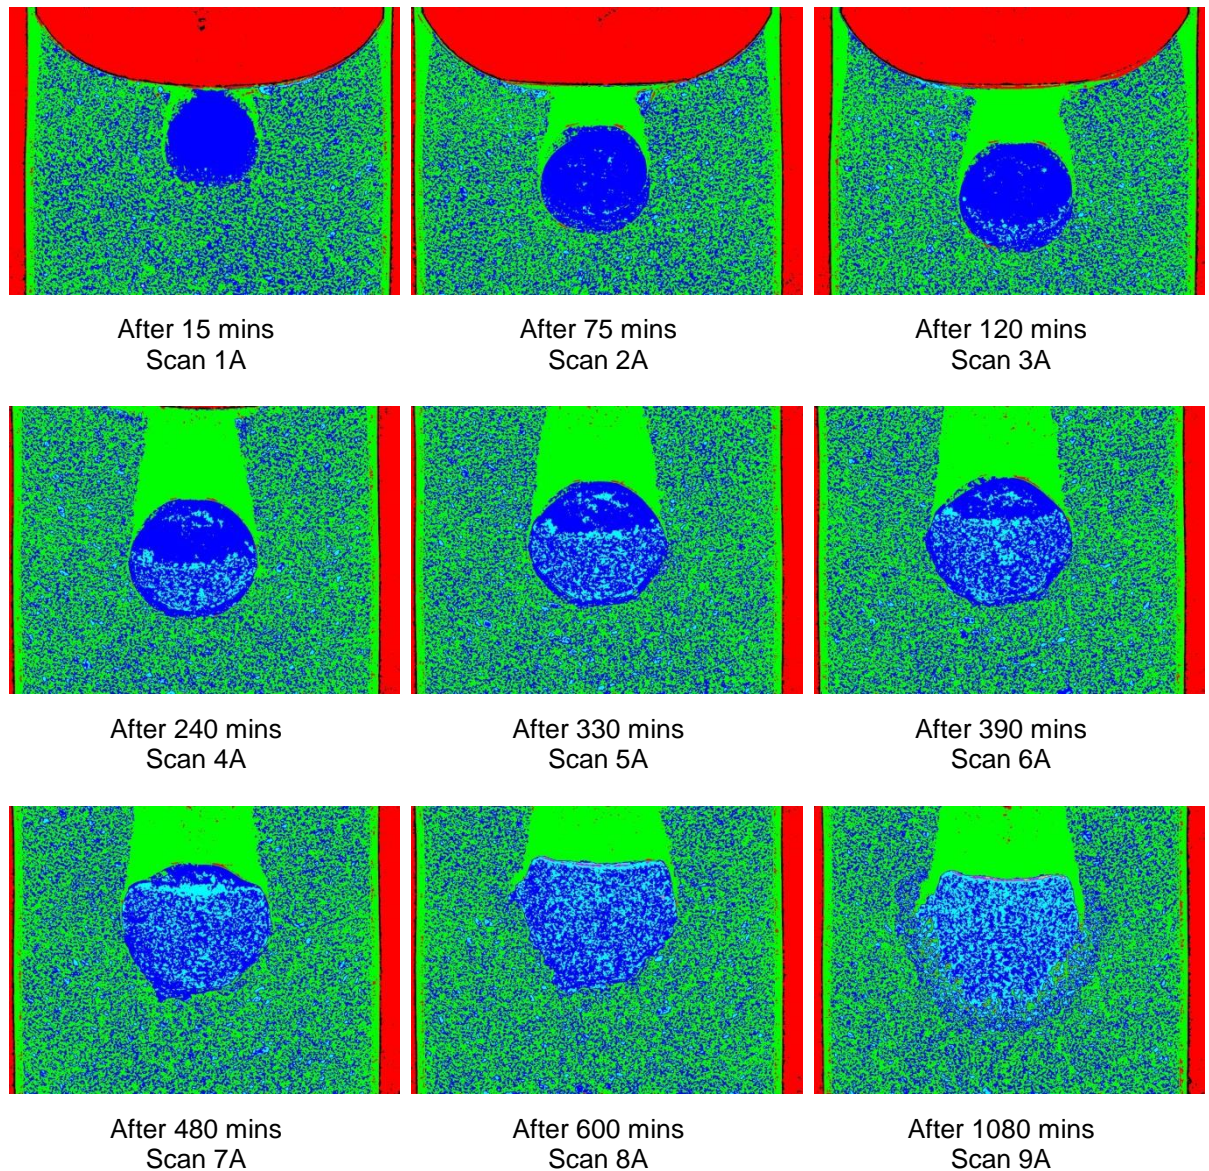 After 15 mins
Scan 1A
After 75 mins
Scan 2A
After 120 mins
Scan 3A
After 240 mins
Scan 4A
After 330 mins
Scan 5A
After 390 mins
Scan 6A
After 480 mins
Scan 7A
After 600 mins
Scan 8A
After 1080 mins
Scan 9A